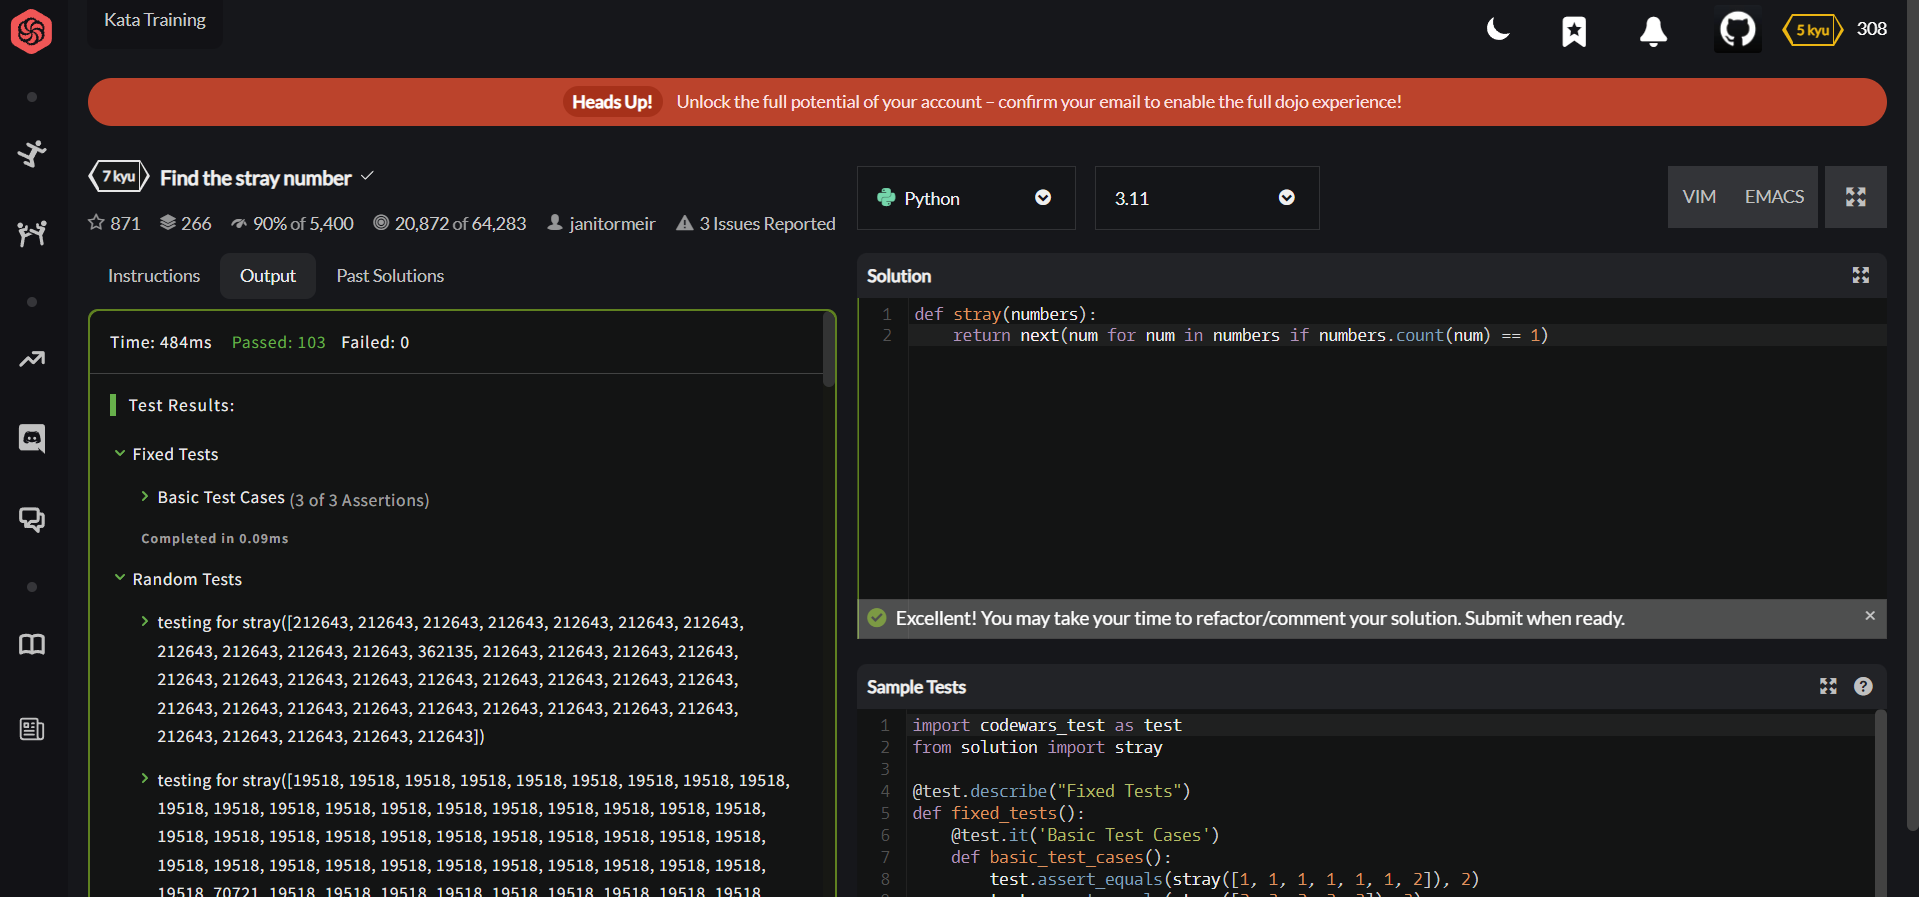 Kata Training
5 kyu 308
Heads Up! Unlock the full potential of your account – confirm your email to enable the full dojo experience!
7 kyu Find the stray number
871 266 90% of 5,400 20,872 of 64,283 janitormeir 3 Issues Reported
Python
3.11
VIM EMACS
Instructions Output Past Solutions
Time: 484ms Passed: 103 Failed: 0
Test Results:
Fixed Tests
Basic Test Cases (3 of 3 Assertions)
Completed in 0.09ms
Random Tests
testing for stray([212643, 212643, 212643, 212643, 212643, 212643, 212643,
212643, 212643, 212643, 212643, 362135, 212643, 212643, 212643, 212643,
212643, 212643, 212643, 212643, 212643, 212643, 212643, 212643, 212643,
212643, 212643, 212643, 212643, 212643, 212643, 212643, 212643, 212643,
212643, 212643, 212643, 212643, 212643])
testing for stray([19518, 19518, 19518, 19518, 19518, 19518, 19518, 19518, 19518,
19518, 19518, 19518, 19518, 19518, 19518, 19518, 19518, 19518, 19518, 19518,
19518, 19518, 19518, 19518, 19518, 19518, 19518, 19518, 19518, 19518, 19518,
19518, 19518, 19518, 19518, 19518, 19518, 19518, 19518, 19518, 19518, 19518,
19518, 70721, 19518, 19518, 19518, 19518, 19518, 19518, 19518, 19518, 19518,
Solution
1 def stray(numbers):
2 return next(num for num in numbers if numbers.count(num) == 1)
Excellent! You may take your time to refactor/comment your solution. Submit when ready.
Sample Tests
1 import codewars_test as test
2 from solution import stray
3
4 @test.describe("Fixed Tests")
5 def fixed_tests():
6 @test.it('Basic Test Cases')
7 def basic_test_cases():
8 test.assert_equals(stray([1, 1, 1, 1, 1, 1, 2]), 2)